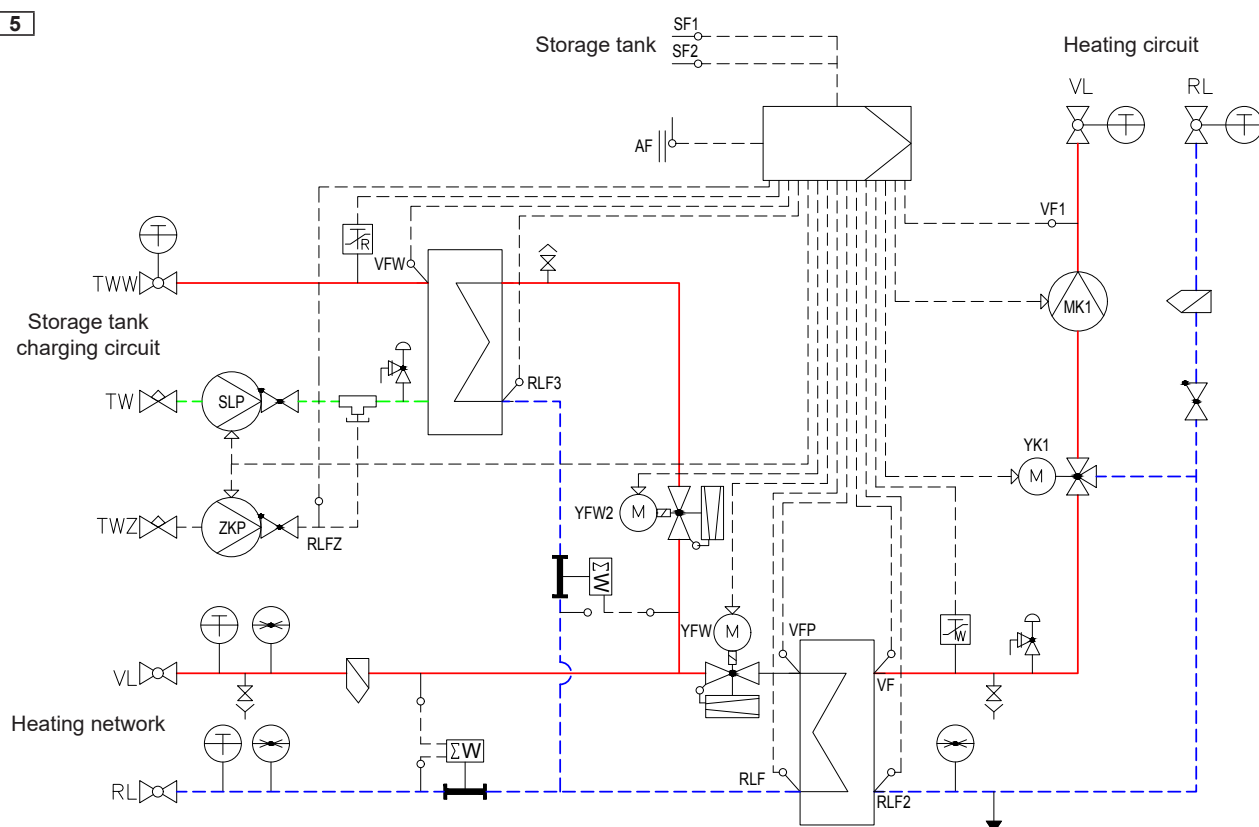 5
SF1
Storage tank
SF2
Heating circuit
VL
RL
T
T
AF
VF1
T
R
VFW
TWW
MK1
Storage tank
charging circuit
RLF3
TW
SLP
YK1
M
TWZ
ZKP
RLFZ
YFW2
M
ΣW
YFW
M
VFP
T
W
T
VL
VF
Heating network
T
ΣW
RLF
RLF2
RL